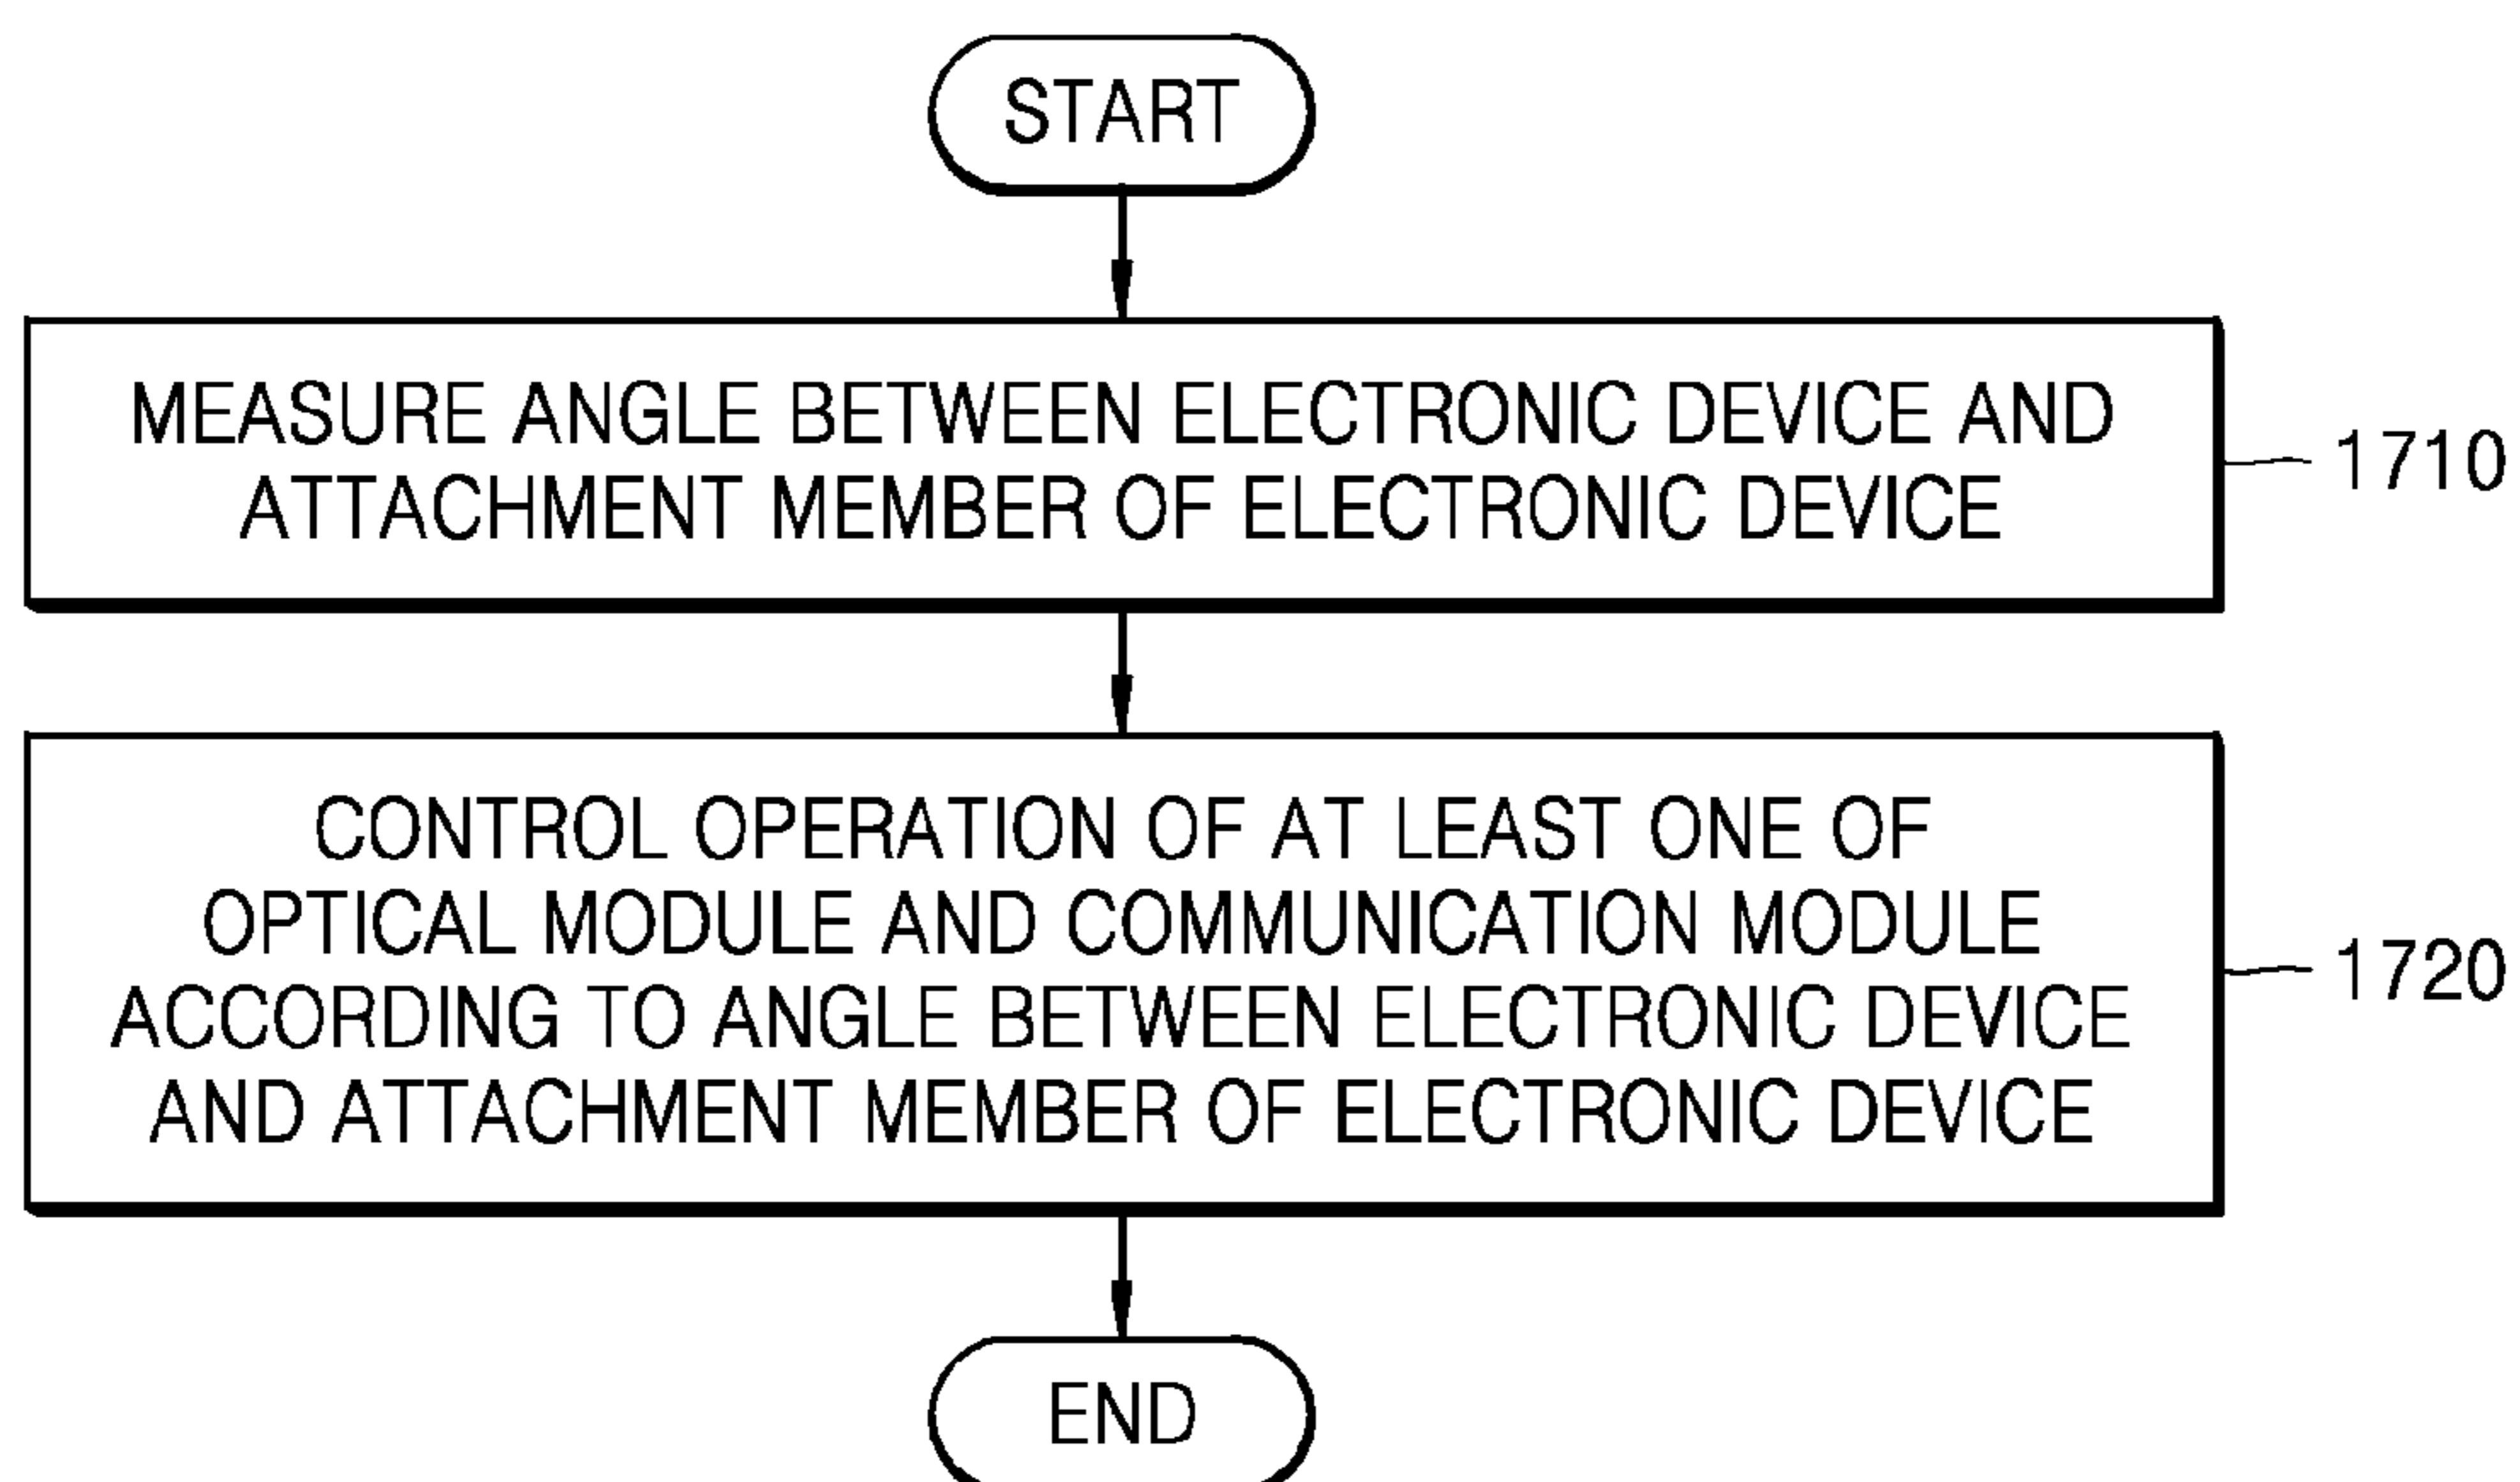 START
MEASURE ANGLE BETWEEN ELECTRONIC DEVICE AND
ATTACHMENT MEMBER OF ELECTRONIC DEVICE
1710
CONTROL OPERATION OF AT LEAST ONE OF
OPTICAL MODULE AND COMMUNICATION MODULE
ACCORDING TO ANGLE BETWEEN ELECTRONIC DEVICE
AND ATTACHMENT MEMBER OF ELECTRONIC DEVICE
1720
END